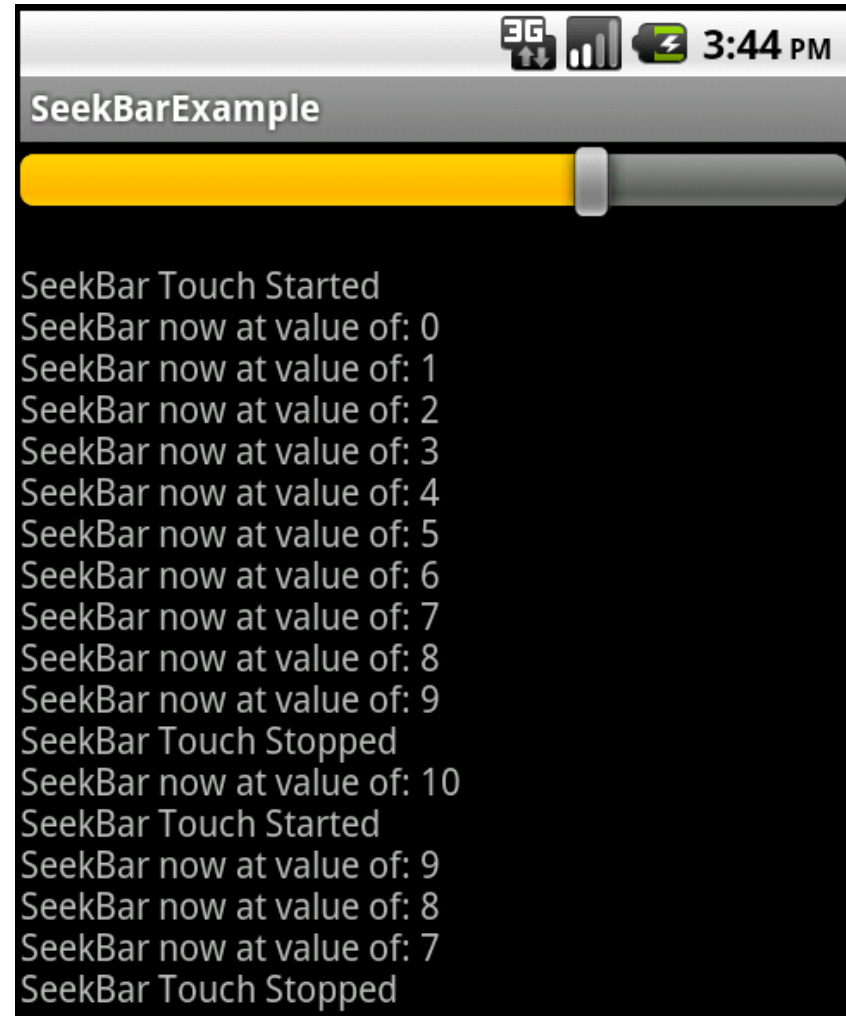 3G 3:44 PM
SeekBarExample
SeekBar Touch Started
SeekBar now at value of: 0
SeekBar now at value of: 1
SeekBar now at value of: 2
SeekBar now at value of: 3
SeekBar now at value of: 4
SeekBar now at value of: 5
SeekBar now at value of: 6
SeekBar now at value of: 7
SeekBar now at value of: 8
SeekBar now at value of: 9
SeekBar Touch Stopped
SeekBar now at value of: 10
SeekBar Touch Started
SeekBar now at value of: 9
SeekBar now at value of: 8
SeekBar now at value of: 7
SeekBar Touch Stopped